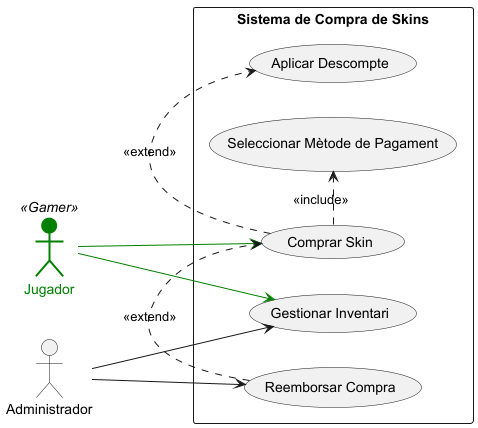 Sistema de Compra de Skins
Aplicar Descompte
Seleccionar Mètode de Pagament
«extend»
«include»
«Gamer»
Jugador
Comprar Skin
Gestionar Inventari
«extend»
Reemborsar Compra
Administrador